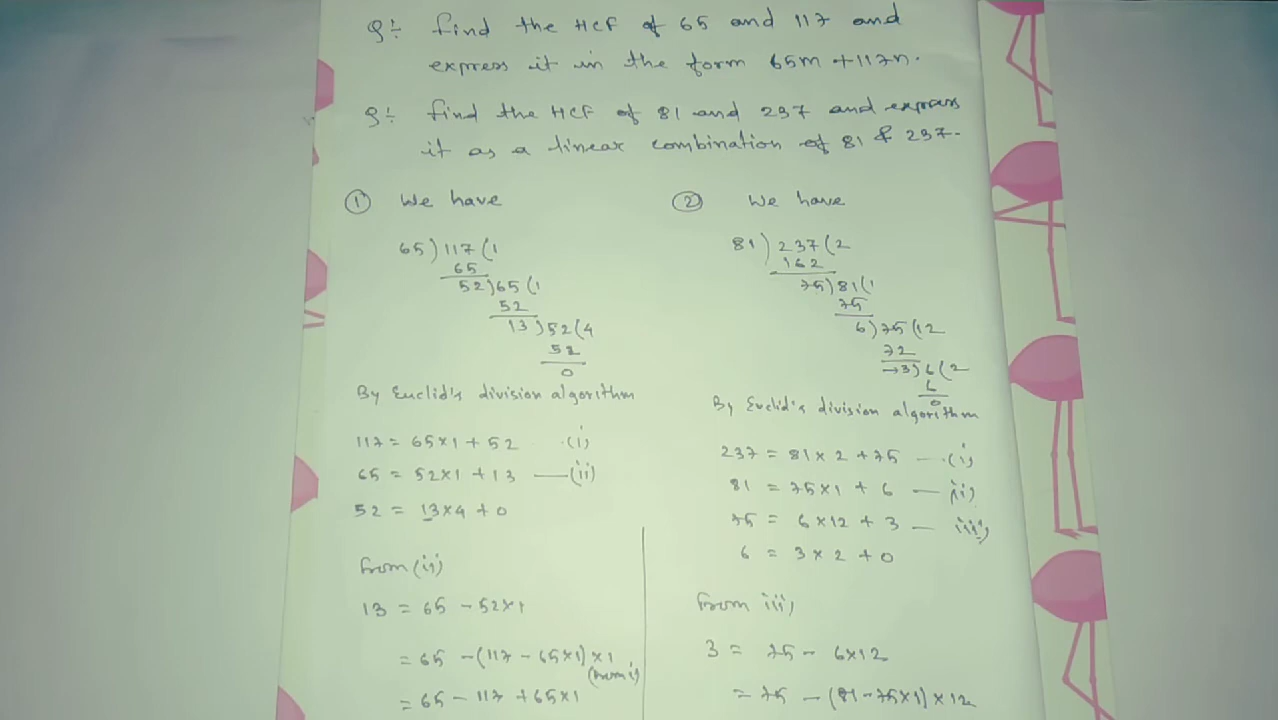 Q÷ find the HCF of 65 and 117 and
express it in the form 65m + 117n.
Q÷ find the HCF of 81 and 237 and express
it as a linear combination of 81 & 237.
① We have
65)117(1
65
52)65(1
52
13)52(4
52
0
By Euclid's division algorithm
117 = 65×1 + 52 -(i)
65 = 52×1 + 13 —(ii)
52 = 13×4 + 0
from (ii)
13 = 65 - 52×1
= 65 - (117 - 65×1)×1
(from i)
= 65 - 117 + 65×1
② We have
81)237(2
162
75)81(1
75
6)75(12
72
→3)6(2
6
0
By Euclid's division algorithm
237 = 81×2 + 75 —(i)
81 = 75×1 + 6 — ii)
75 = 6×12 + 3 — iii)
6 = 3×2 + 0
from iii)
3 = 75 - 6×12
= 75 - (81-75×1)×12